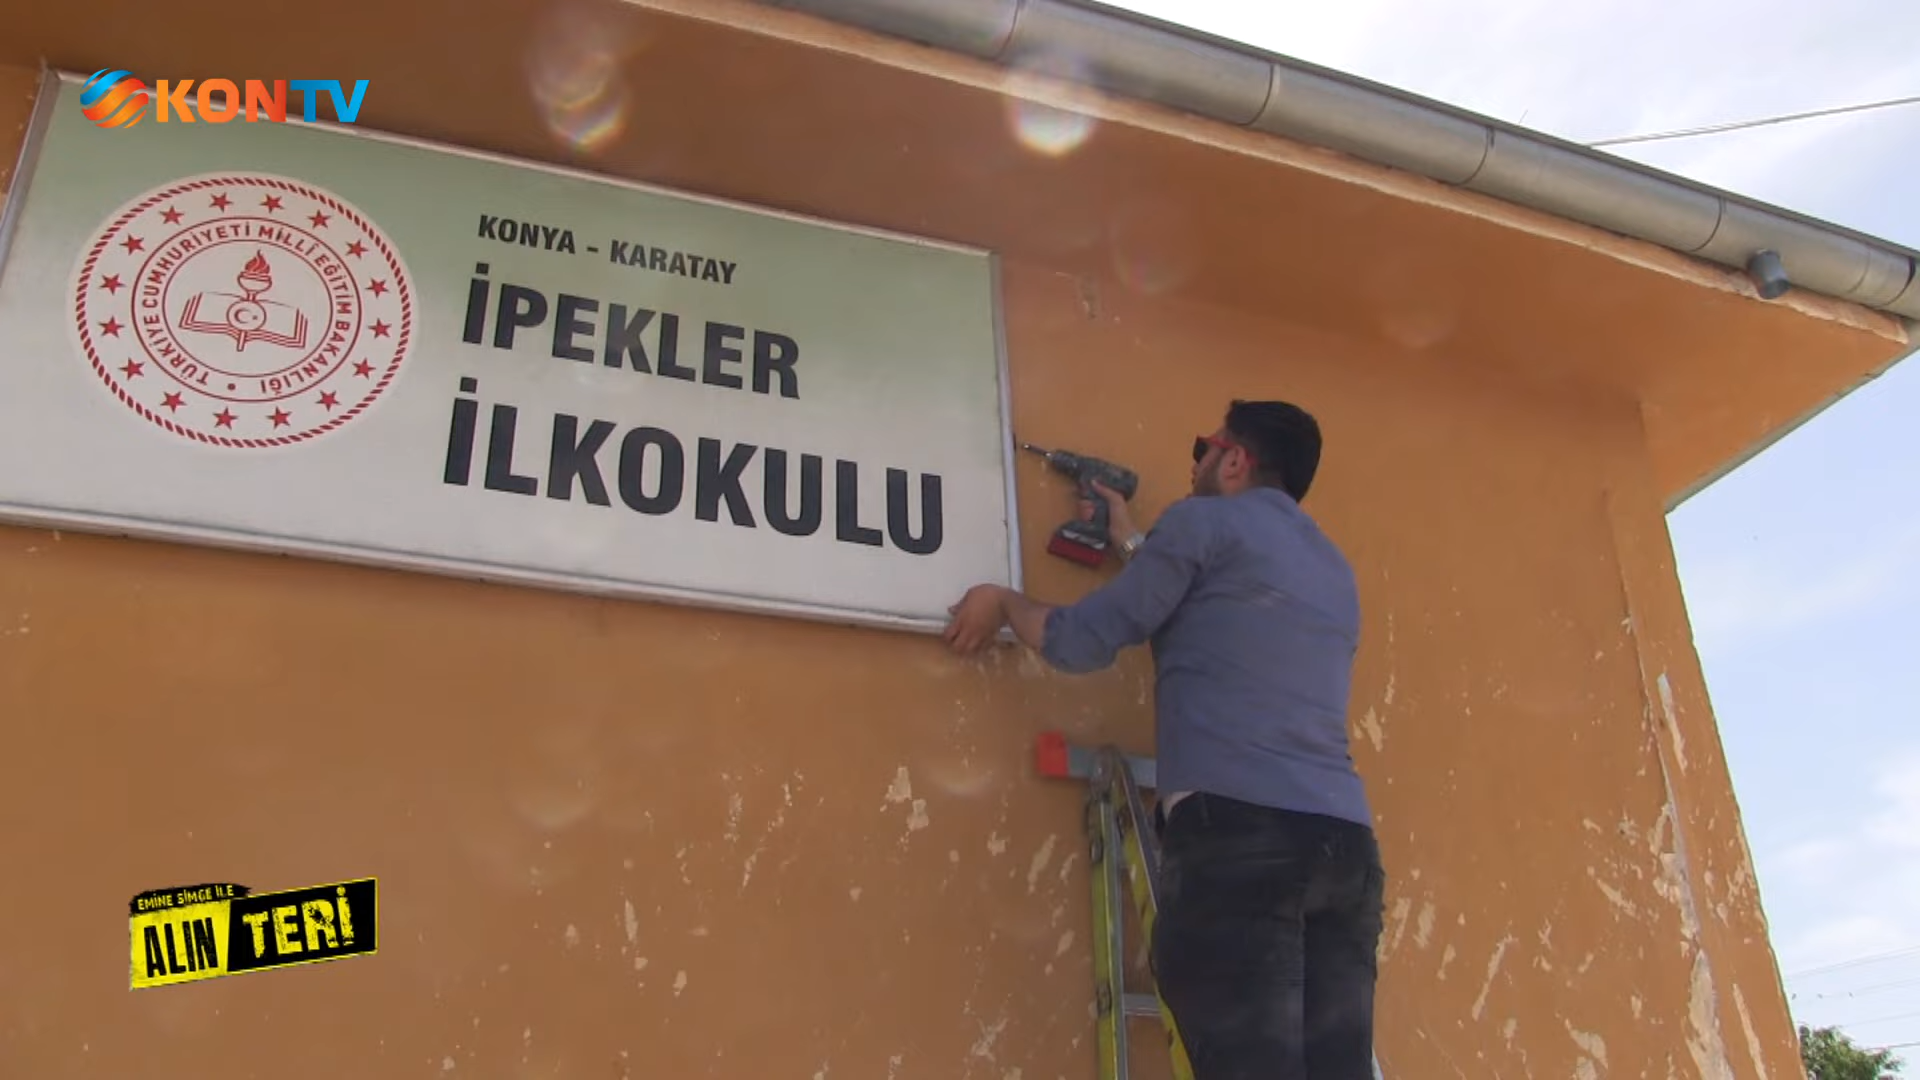 KONTV
TÜRKİYE CUMHURİYETİ MİLLİ EĞİTİM BAKANLIĞI
KONYA - KARATAY
İPEKLER
İLKOKULU
EMİNE SİMGE İLE
ALIN TERİ